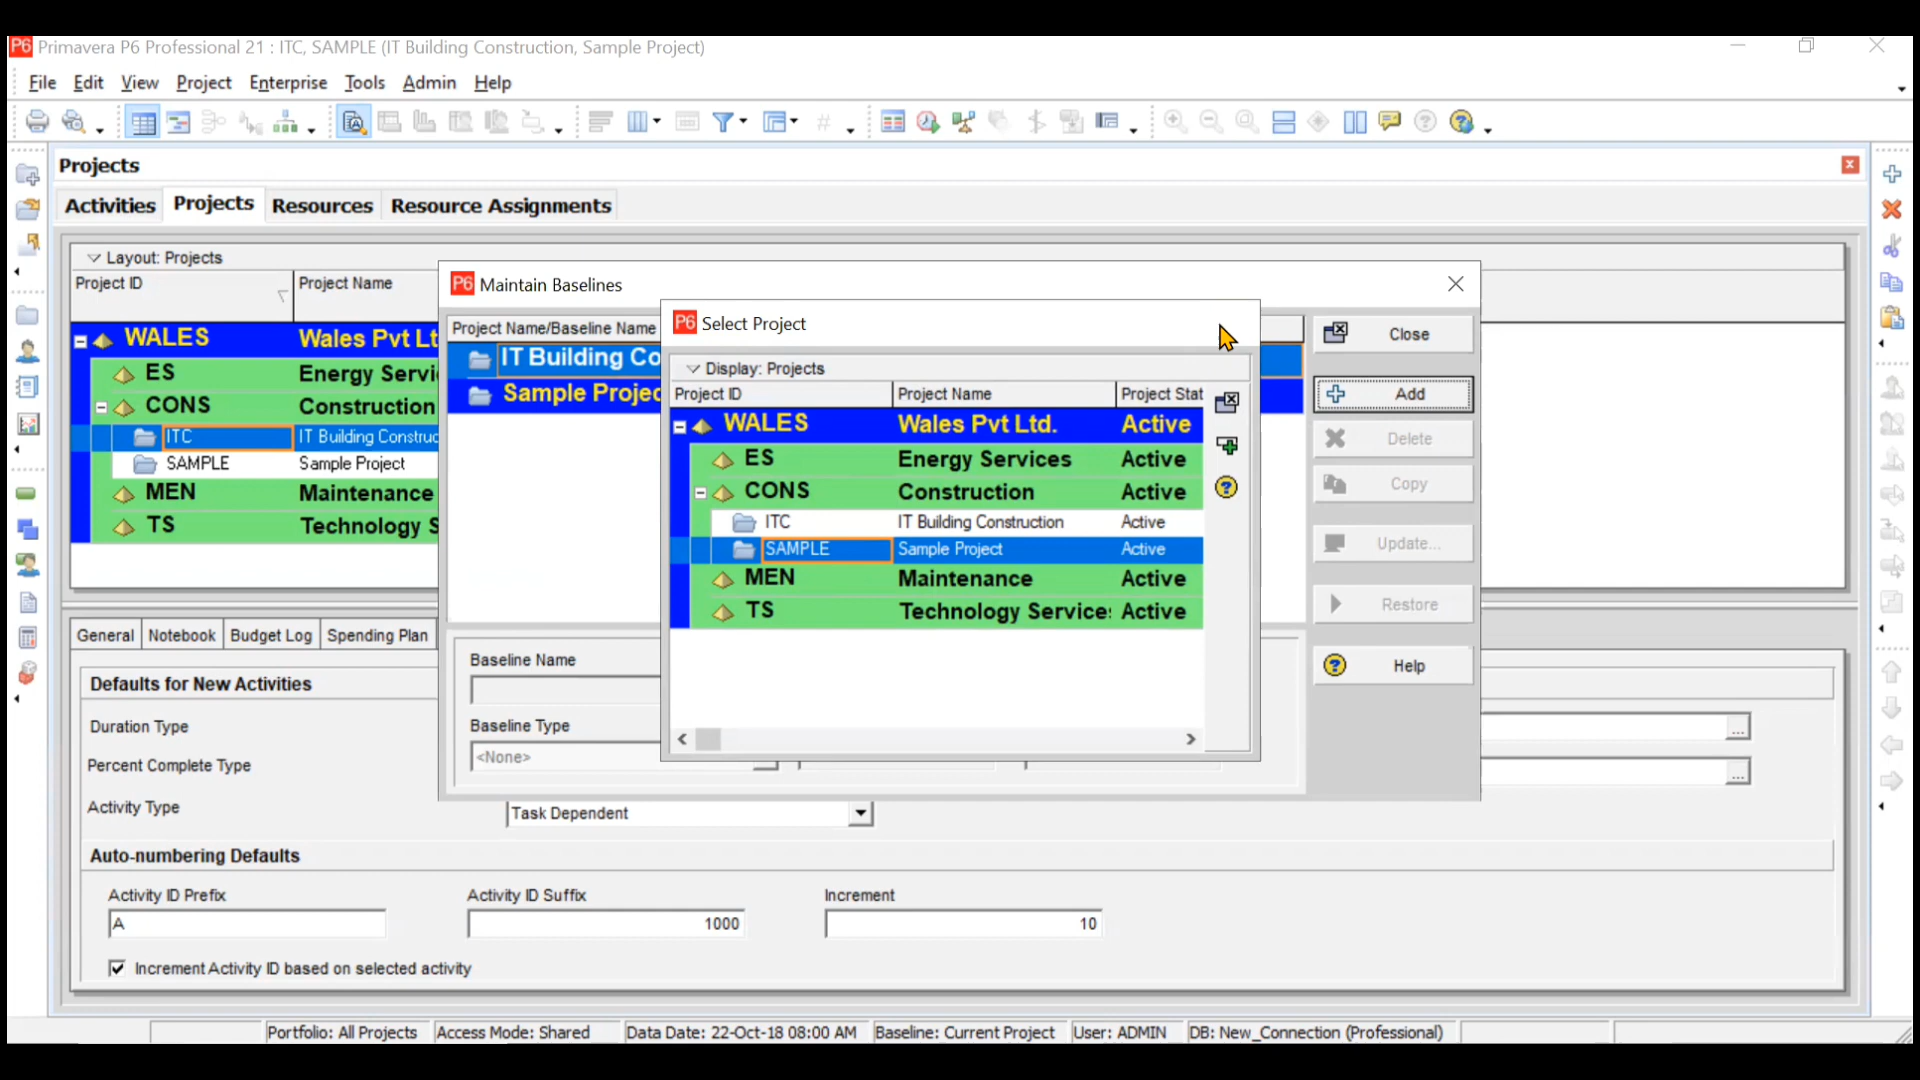 P6 Primavera P6 Professional 21 : ITC, SAMPLE (IT Building Construction, Sample Project)
File Edit View Project Enterprise Tools Admin Help
Projects
Activities Projects Resources Resource Assignments
Layout: Projects
Project ID Project Name
WALES Wales Pvt Lt
ES Energy Servi
CONS Construction
ITC IT Building Construc
SAMPLE Sample Project
MEN Maintenance
TS Technology S
P6 Maintain Baselines
Project Name/Baseline Name
IT Building Co
Sample Projec
P6 Select Project
Display: Projects
Project ID Project Name Project Stat
WALES Wales Pvt Ltd. Active
ES Energy Services Active
CONS Construction Active
ITC IT Building Construction Active
SAMPLE Sample Project Active
MEN Maintenance Active
TS Technology Service Active
Close
Add
Delete
Copy
Update...
Restore
Help
Baseline Name
Baseline Type
<None>
General Notebook Budget Log Spending Plan
Defaults for New Activities
Duration Type
Percent Complete Type
Activity Type Task Dependent
Auto-numbering Defaults
Activity ID Prefix Activity ID Suffix Increment
A 1000 10
Increment Activity ID based on selected activity
Portfolio: All Projects Access Mode: Shared Data Date: 22-Oct-18 08:00 AM Baseline: Current Project User: ADMIN DB: New_Connection (Professional)